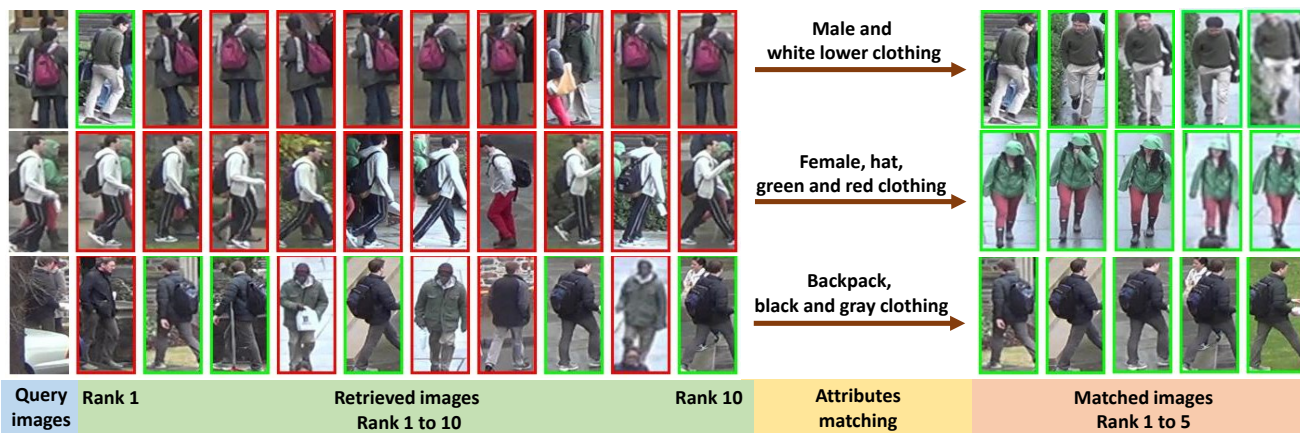 Male and
white lower clothing
Female, hat,
green and red clothing
Backpack,
black and gray clothing
Query
images
Rank 1
Retrieved images
Rank 1 to 10
Rank 10
Attributes
matching
Matched images
Rank 1 to 5